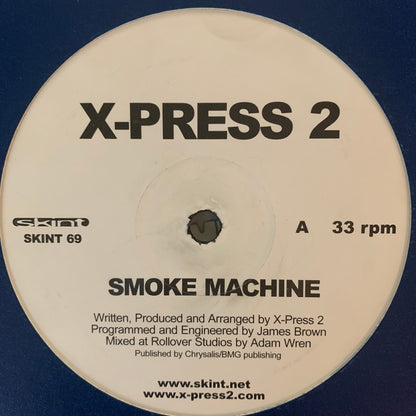 X-PRESS 2
skint
SKINT 69
A 33 rpm
SMOKE MACHINE
Written, Produced and Arranged by X-Press 2
Programmed and Engineered by James Brown
Mixed at Rollover Studios by Adam Wren
Published by Chrysalis/BMG publishing
www.skint.net
www.x-press2.com